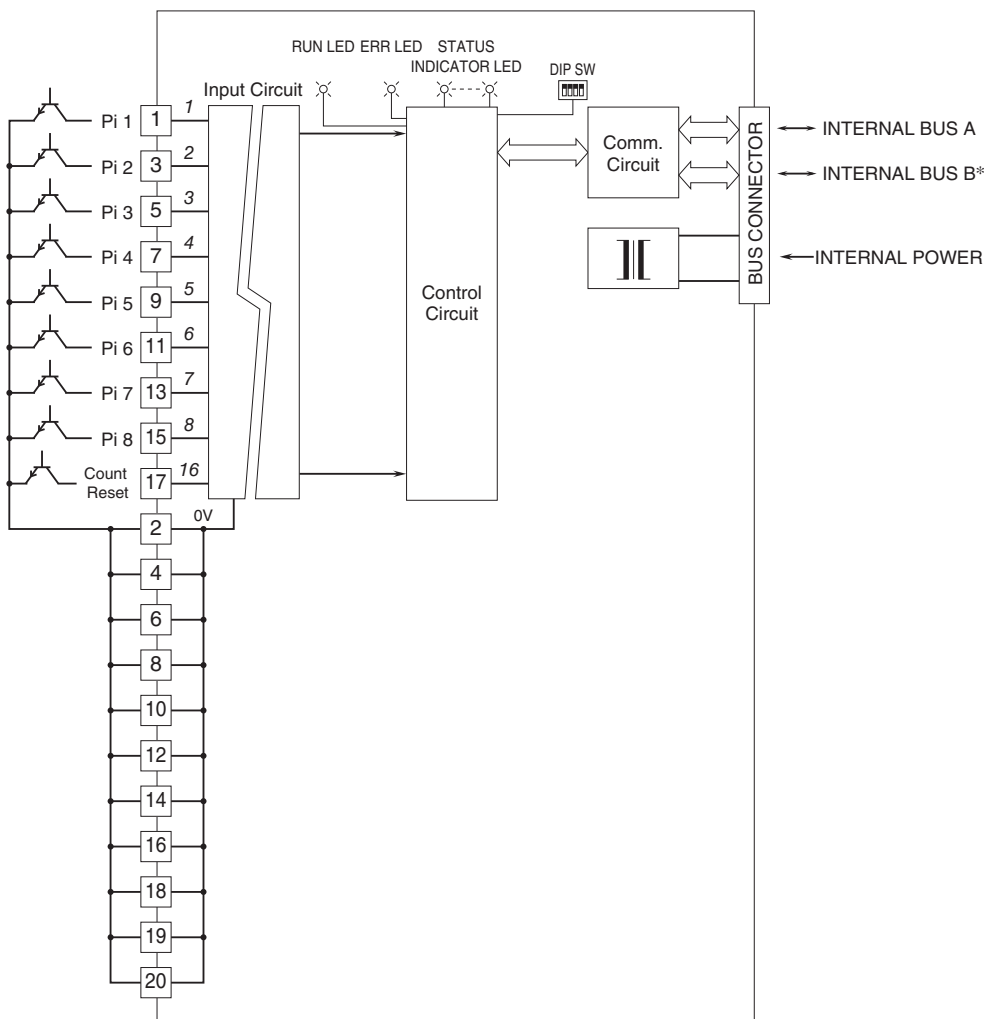 RUN LED ERR LED STATUS
INDICATOR LED
DIP SW
Input Circuit
Pi 1 1 1
Pi 2 3 2
Pi 3 5 3
Pi 4 7 4
Pi 5 9 5
Pi 6 11 6
Pi 7 13 7
Pi 8 15 8
Count
Reset
17 16
2 0V
4
6
8
10
12
14
16
18
19
20
Control
Circuit
Comm.
Circuit
BUS CONNECTOR
INTERNAL BUS A
INTERNAL BUS B*
INTERNAL POWER